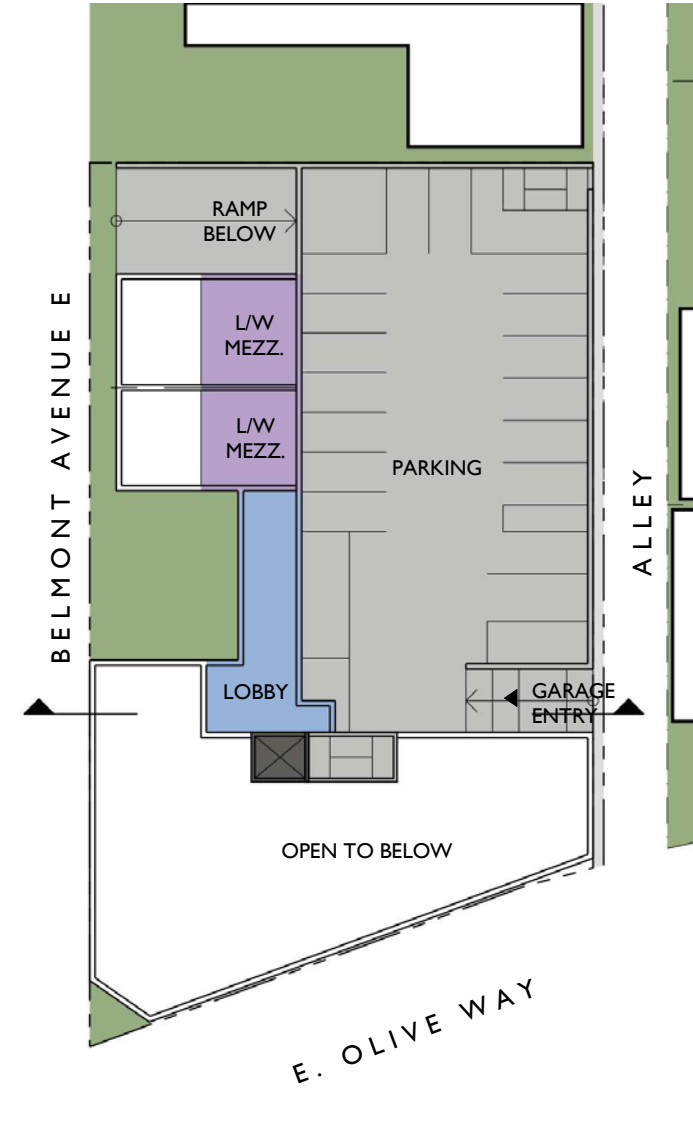 RAMP
BELOW
L/W
MEZZ.
L/W
MEZZ.
PARKING
BELMONT AVENUE E
ALLEY
LOBBY
GARAGE
ENTRY
OPEN TO BELOW
E. OLIVE WAY